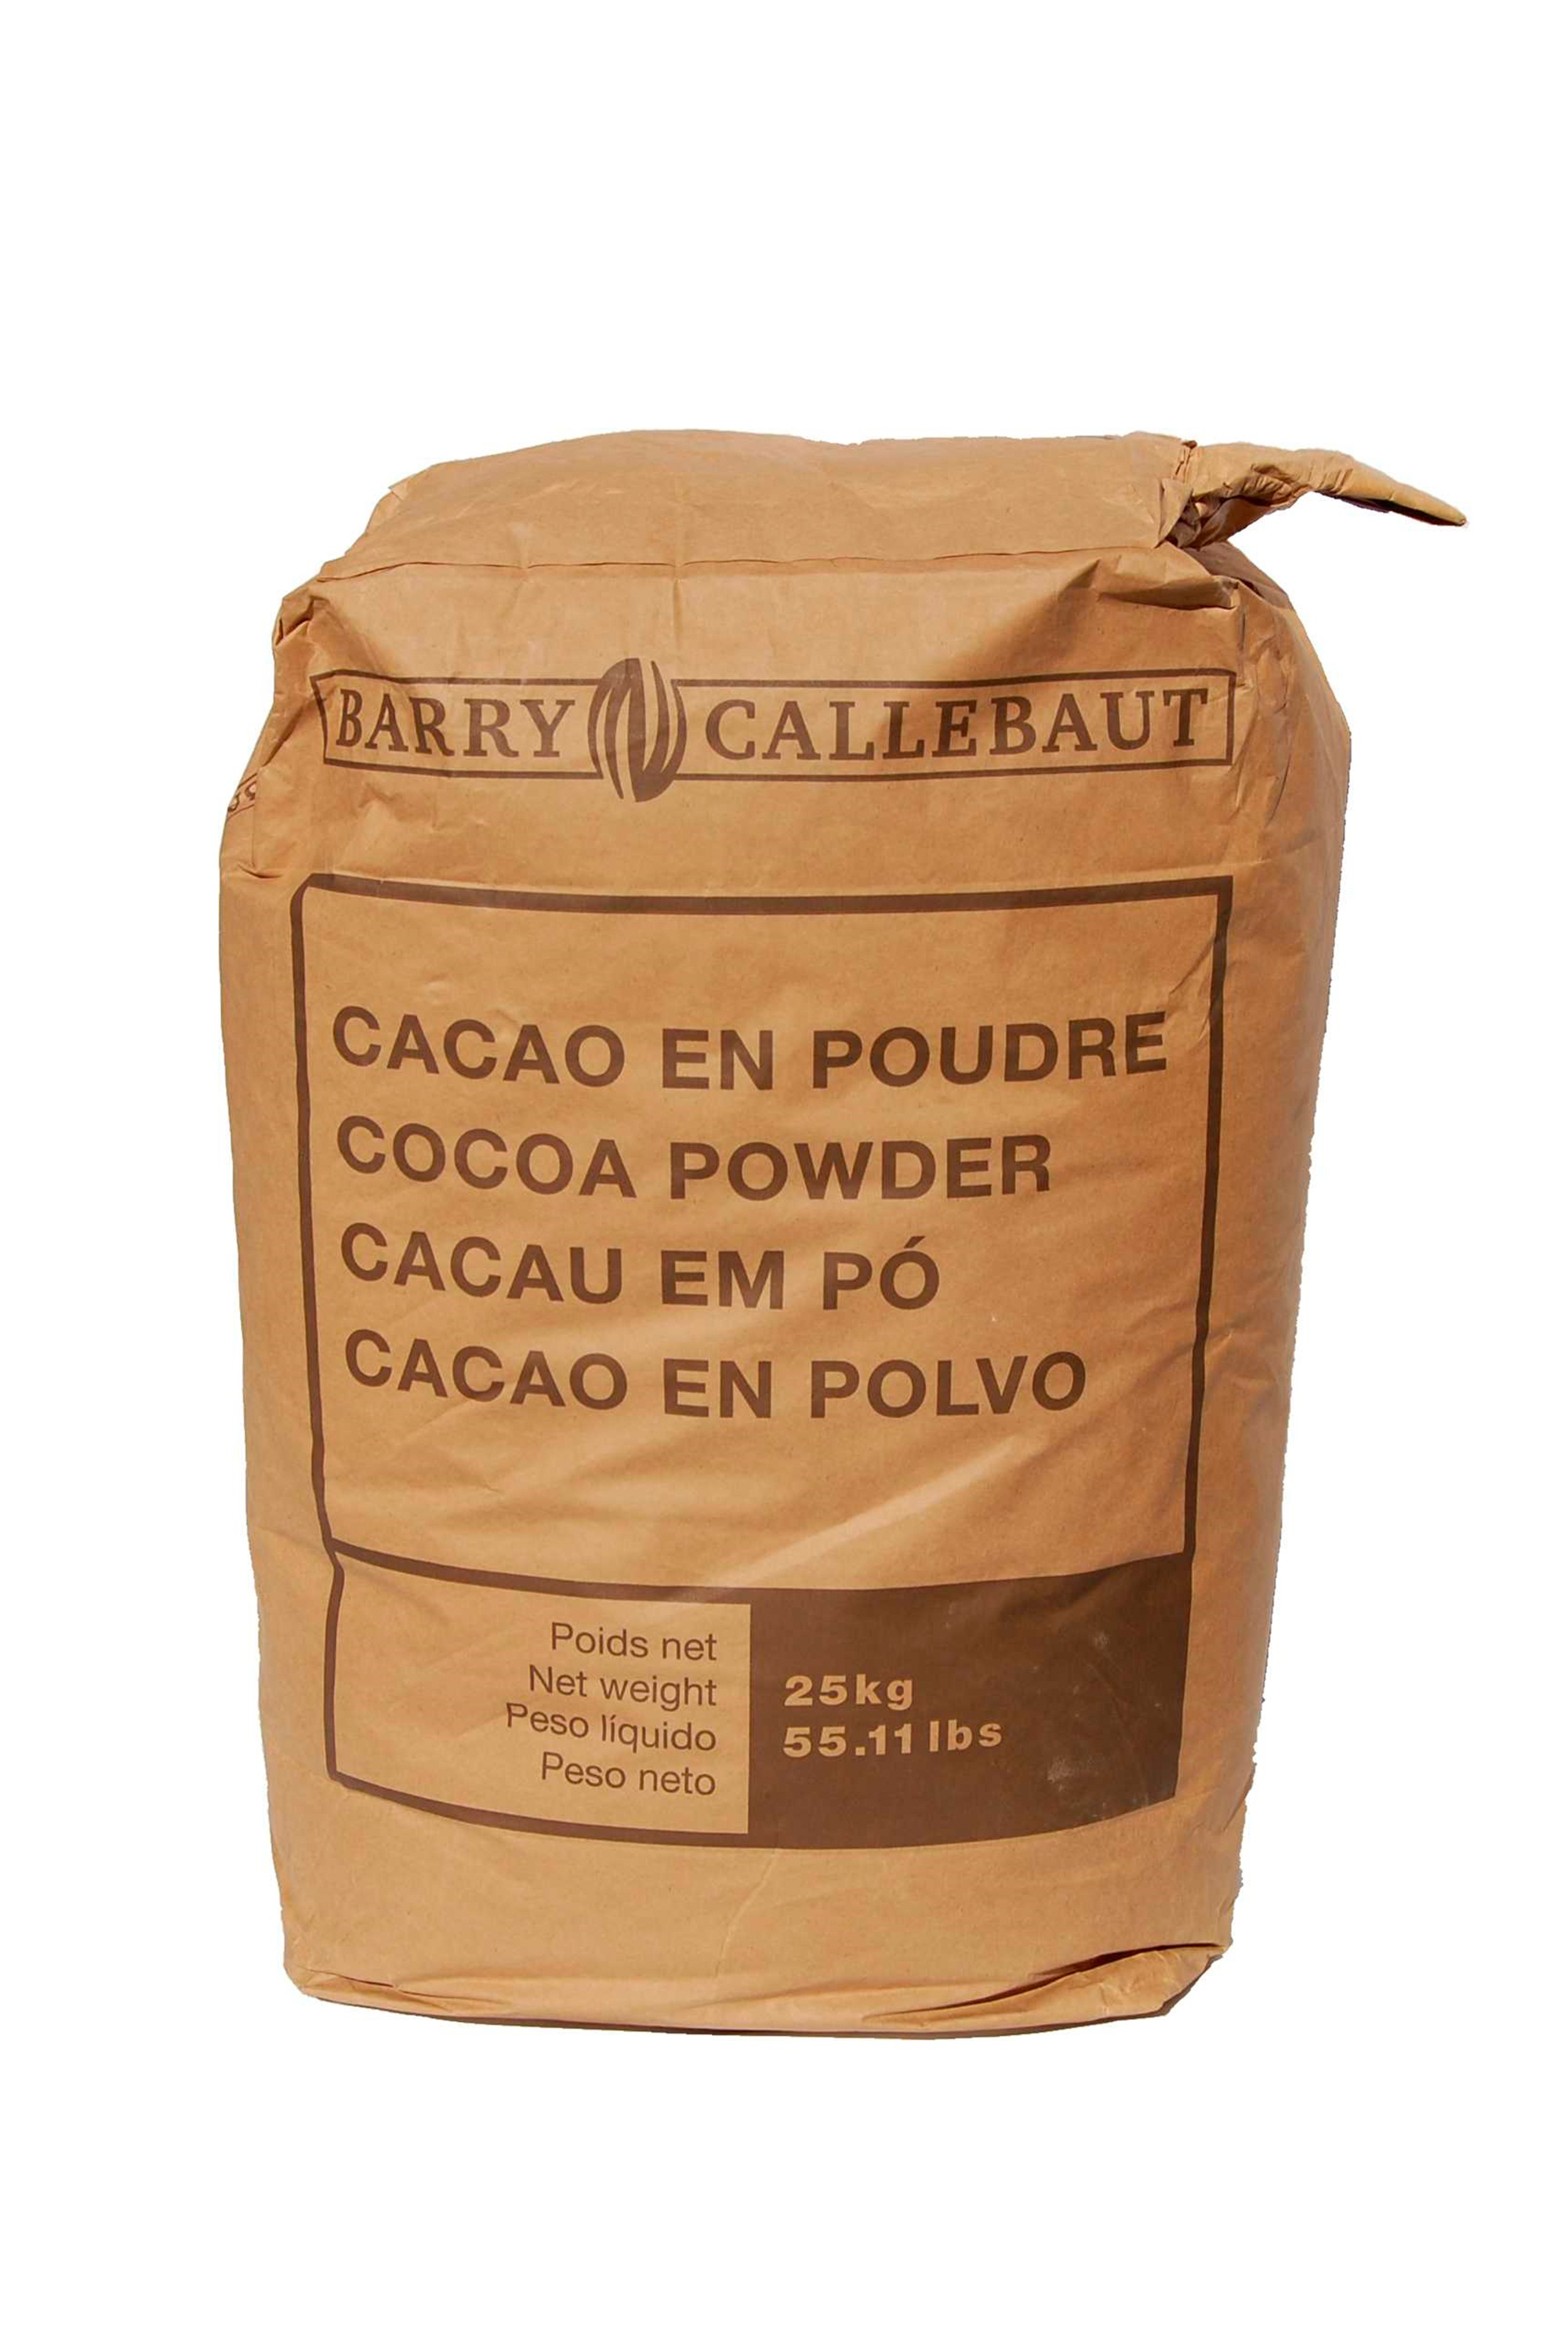 BARRY CALLEBAUT
CACAO EN POUDRE
COCOA POWDER
CACAU EM PÓ
CACAO EN POLVO
Poids net
Net weight
Peso líquido
Peso neto
25kg
55.11 lbs